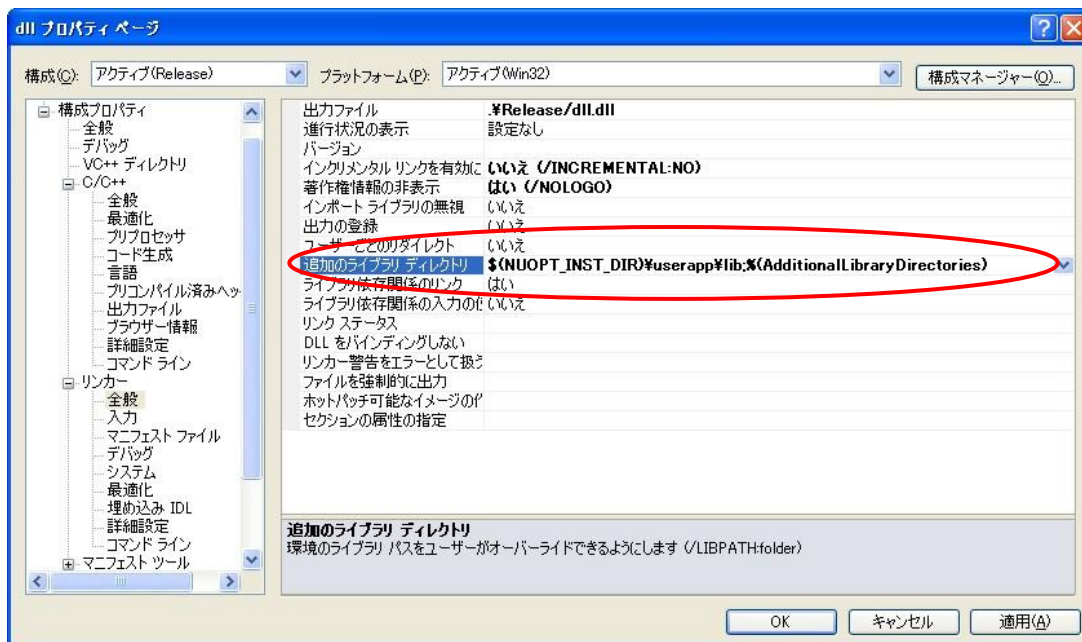 dll プロパティ ページ
構成(C): アクティブ(Release) プラットフォーム(P): アクティブ(Win32) 構成マネージャー(O)...
構成プロパティ
全般
デバッグ
VC++ ディレクトリ
C/C++
全般
最適化
プリプロセッサ
コード生成
言語
プリコンパイル済みヘッ
出力ファイル
ブラウザー情報
詳細設定
コマンド ライン
リンカー
全般
入力
マニフェスト ファイル
デバッグ
システム
最適化
埋め込み IDL
詳細設定
コマンド ライン
マニフェスト ツール
出力ファイル .¥Release/dll.dll
進行状況の表示 設定なし
バージョン
インクリメンタル リンクを有効に いいえ (/INCREMENTAL:NO)
著作権情報の非表示 はい (/NOLOGO)
インポート ライブラリの無視 いいえ
出力の登録 いいえ
ユーザーごとのリダイレクト いいえ
追加のライブラリ ディレクトリ $(NUOPT_INST_DIR)¥userapp¥lib;%(AdditionalLibraryDirectories)
ライブラリ依存関係のリンク はい
ライブラリ依存関係の入力の いいえ
リンク ステータス
DLL をバインディングしない
リンカー警告をエラーとして扱う
ファイルを強制的に出力
ホットパッチ可能なイメージの
セクションの属性の指定
追加のライブラリ ディレクトリ
環境のライブラリ パスをユーザーがオーバーライドできるようにします (/LIBPATH:folder)
OK キャンセル 適用(A)